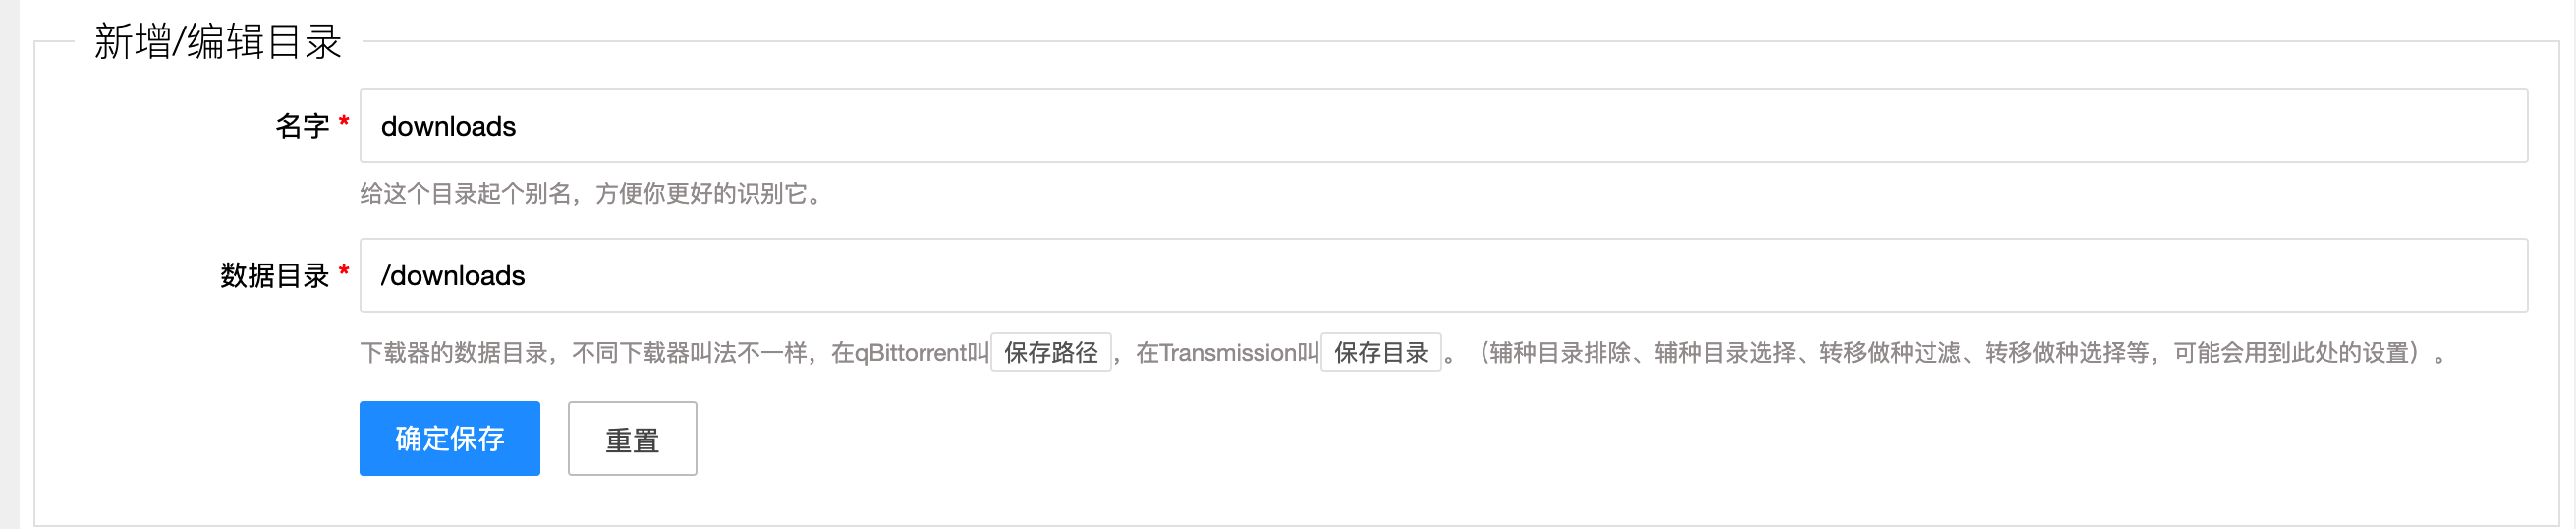 新增/编辑目录
名字 * downloads
给这个目录起个别名，方便你更好的识别它。
数据目录 * /downloads
下载器的数据目录，不同下载器叫法不一样，在qBittorrent叫 保存路径 ，在Transmission叫 保存目录 。（辅种目录排除、辅种目录选择、转移做种过滤、转移做种选择等，可能会用到此处的设置）。
确定保存 重置